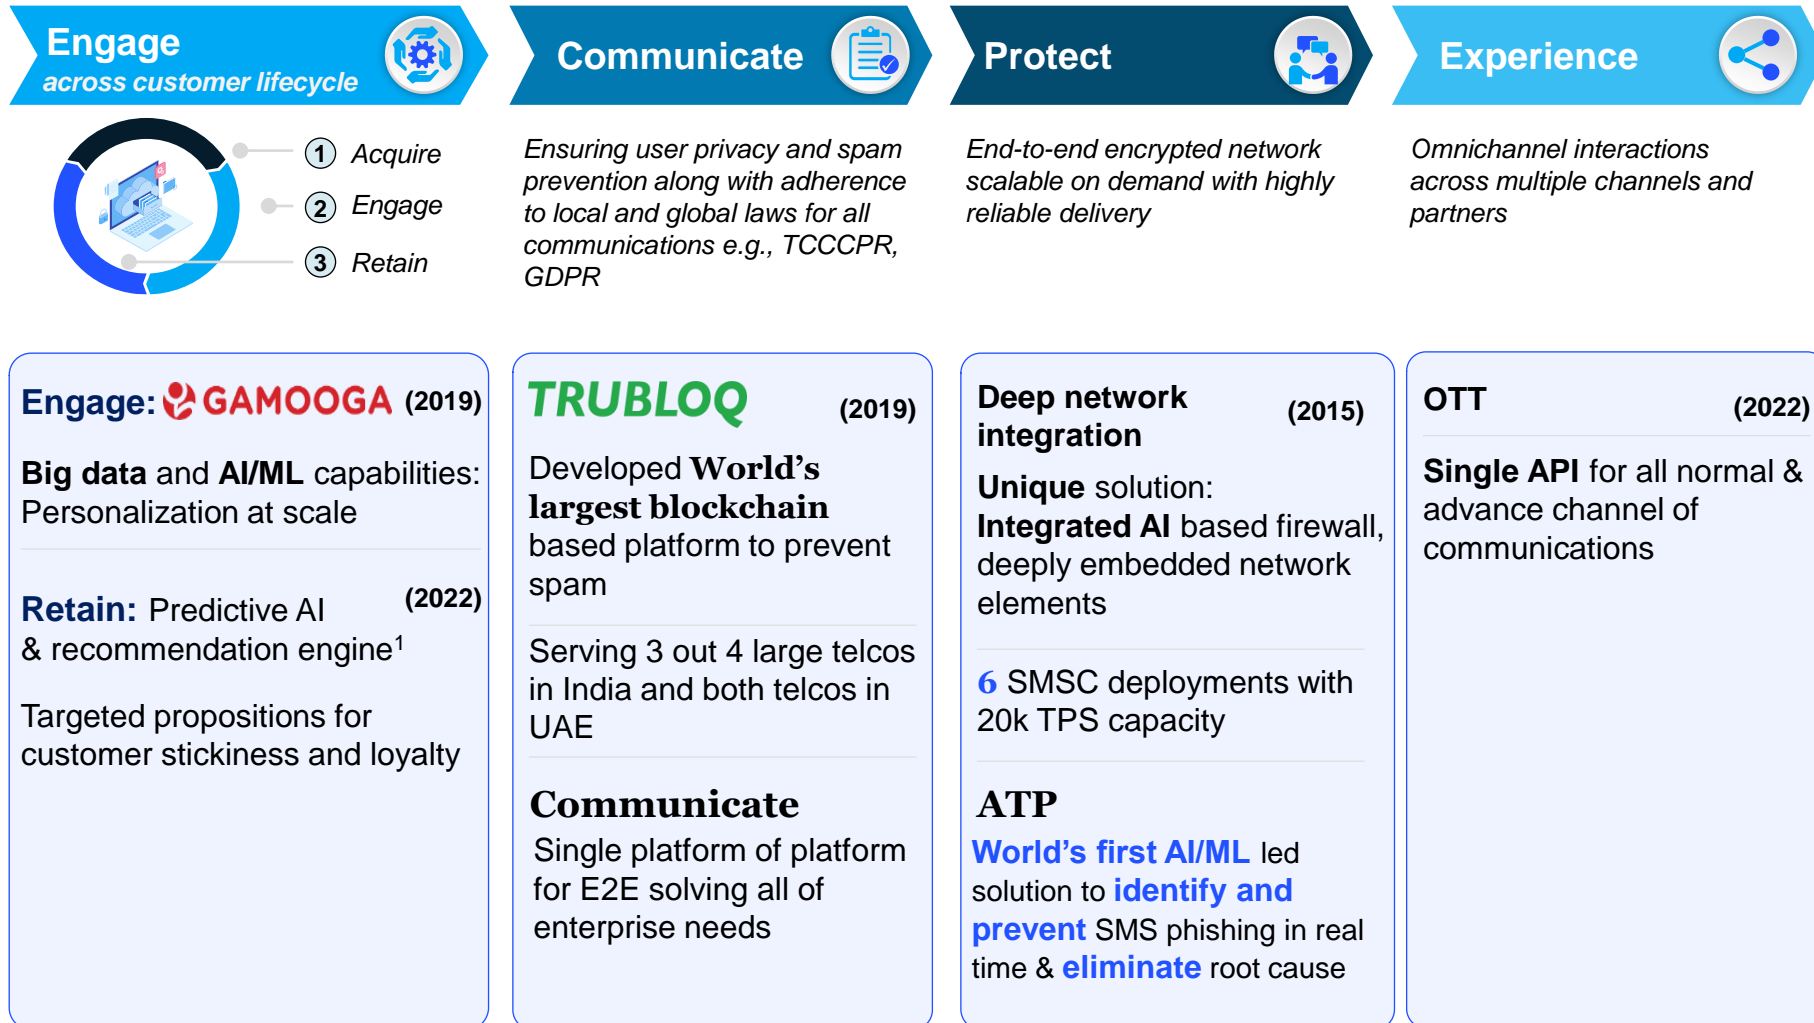 Engage
across customer lifecycle
Communicate
Protect
Experience
1 Acquire
2 Engage
3 Retain
Ensuring user privacy and spam
prevention along with adherence
to local and global laws for all
communications e.g., TCCCPR,
GDPR
End-to-end encrypted network
scalable on demand with highly
reliable delivery
Omnichannel interactions
across multiple channels and
partners
Engage: GAMOOGA (2019)
Big data and AI/ML capabilities:
Personalization at scale
Retain: Predictive AI (2022)
& recommendation engine1
Targeted propositions for
customer stickiness and loyalty
TRUBLOQ (2019)
Developed World’s
largest blockchain
based platform to prevent
spam
Serving 3 out 4 large telcos
in India and both telcos in
UAE
Communicate
Single platform of platform
for E2E solving all of
enterprise needs
Deep network
integration (2015)
Unique solution:
Integrated AI based firewall,
deeply embedded network
elements
6 SMSC deployments with
20k TPS capacity
ATP
World’s first AI/ML led
solution to identify and
prevent SMS phishing in real
time & eliminate root cause
OTT (2022)
Single API for all normal &
advance channel of
communications